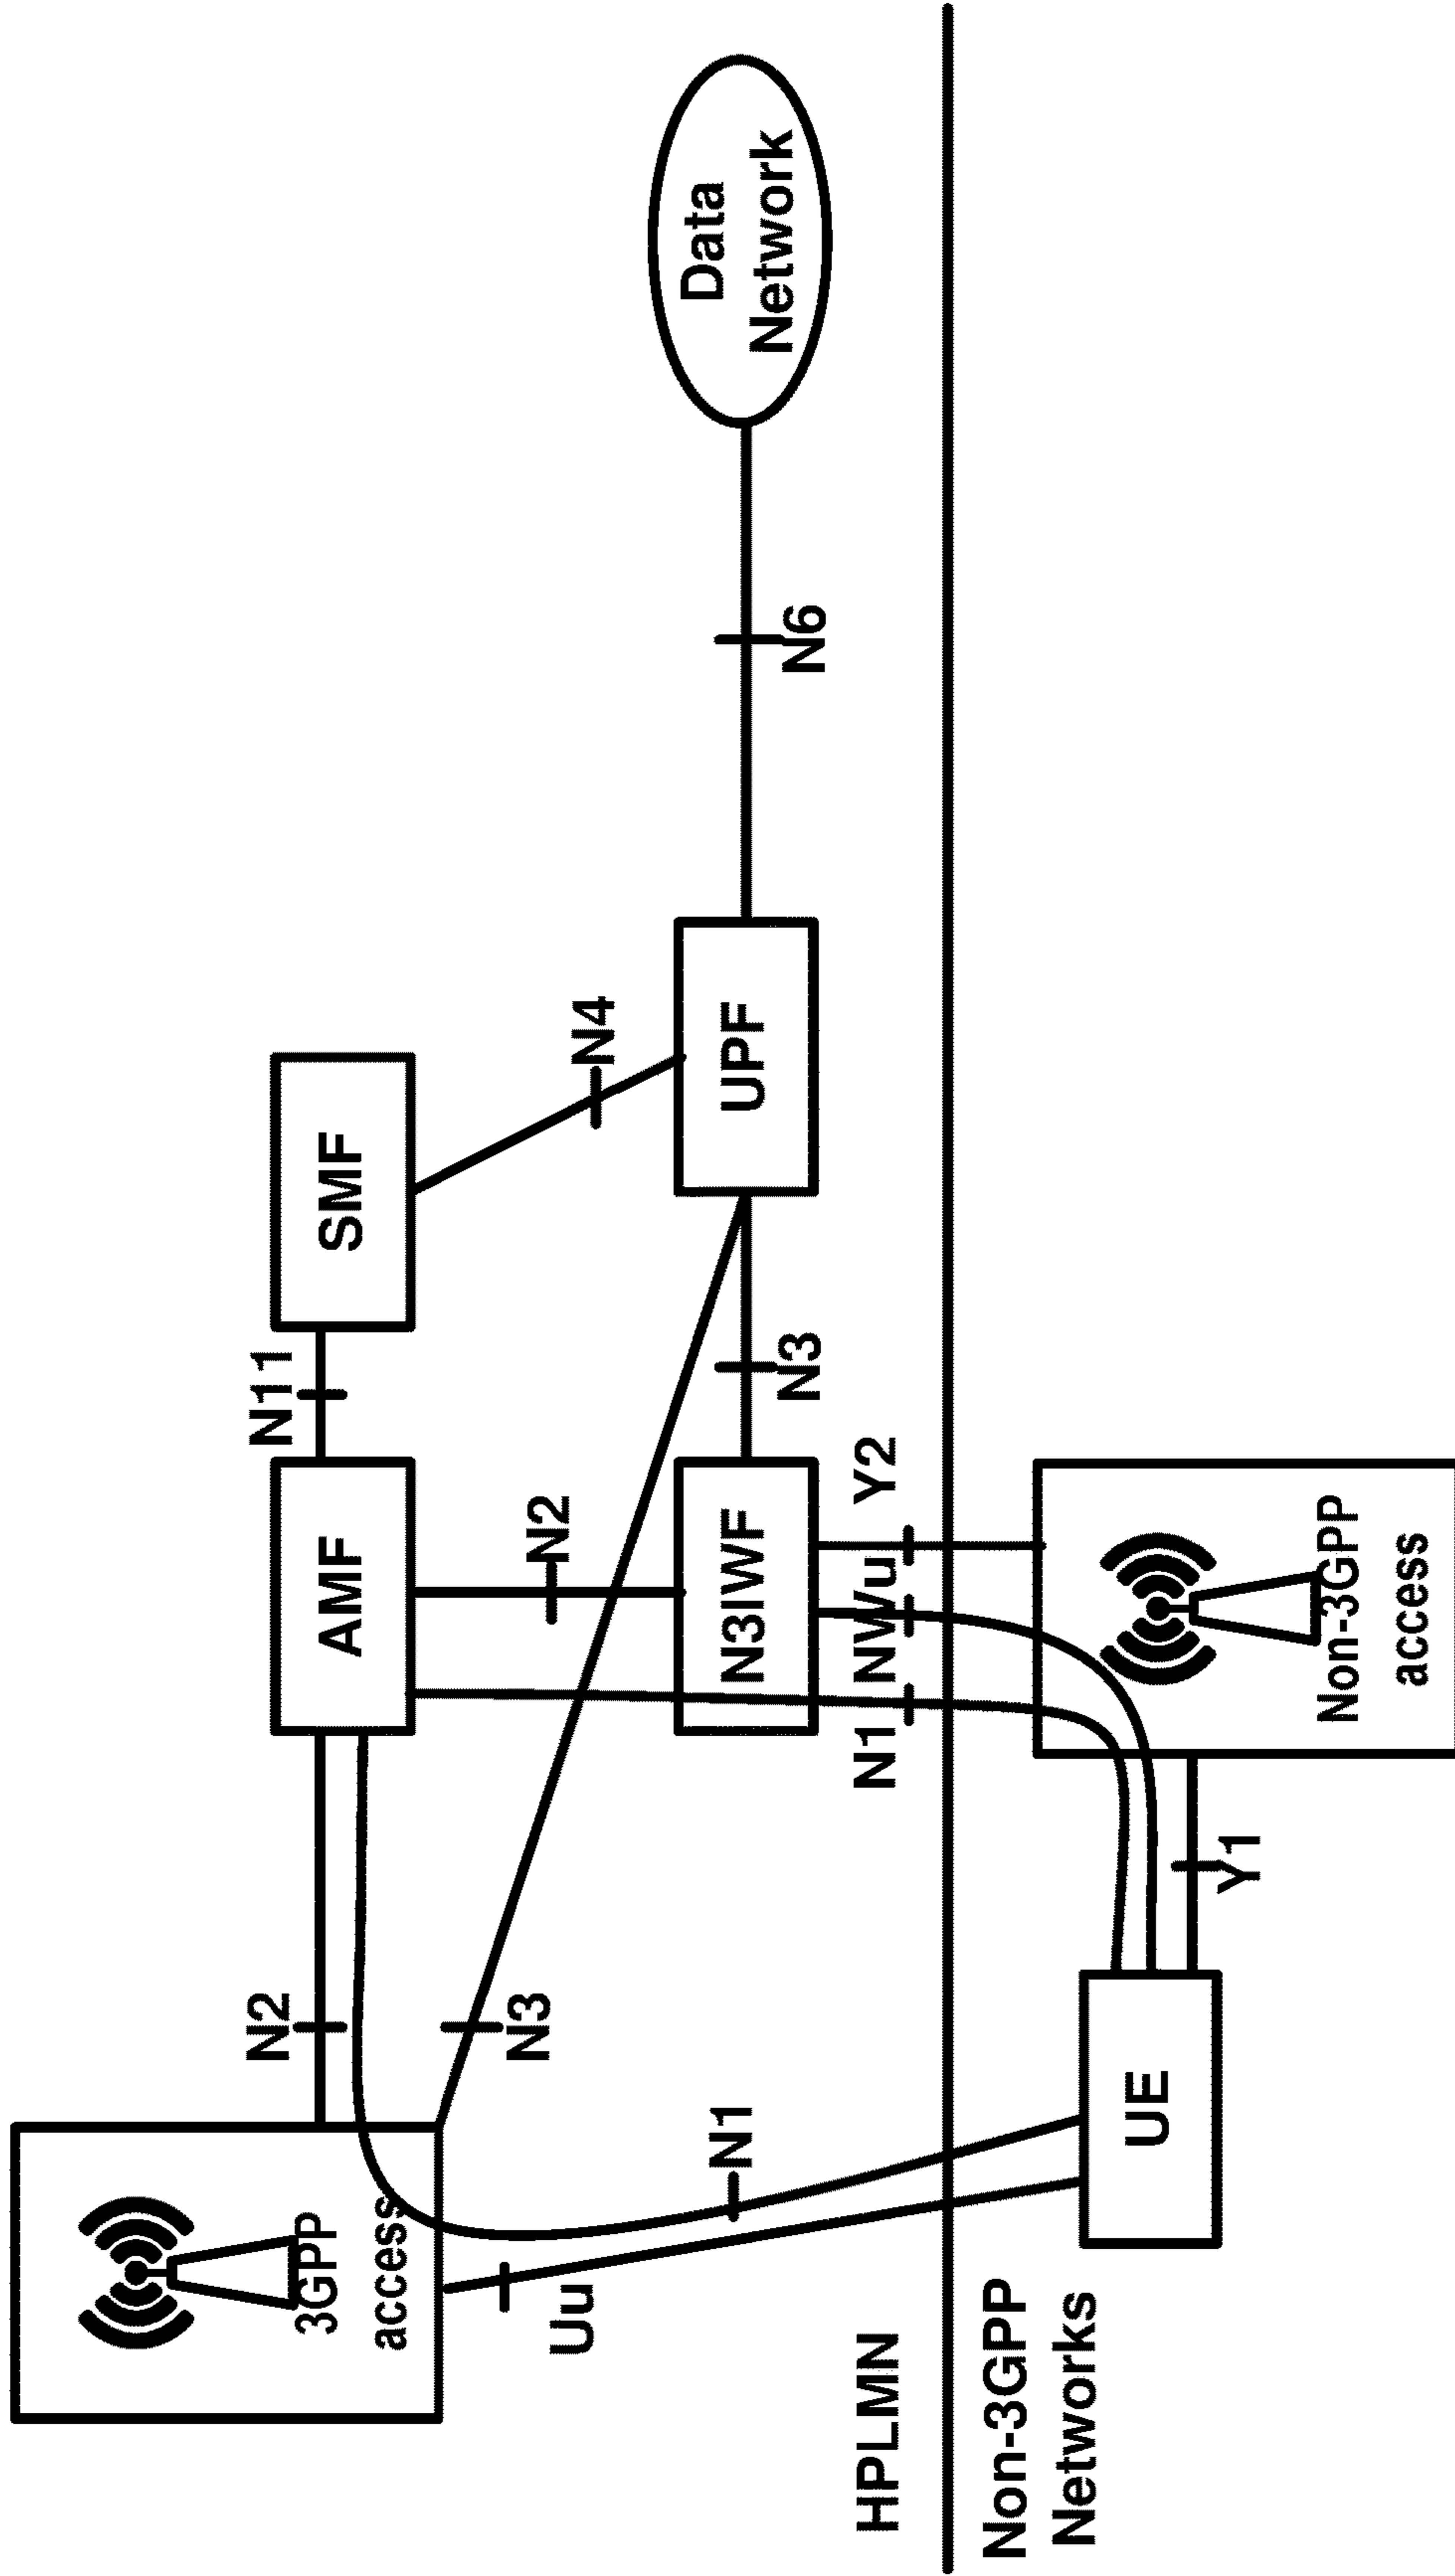 3GPP
access
N2
AMF
N11
SMF
N3
N2
N4
Uu
N1
N3IWF
N3
UPF
N6
Data
Network
HPLMN
N1
NWu
Y2
Non-3GPP
Networks
UE
Y1
Non-3GPP
access